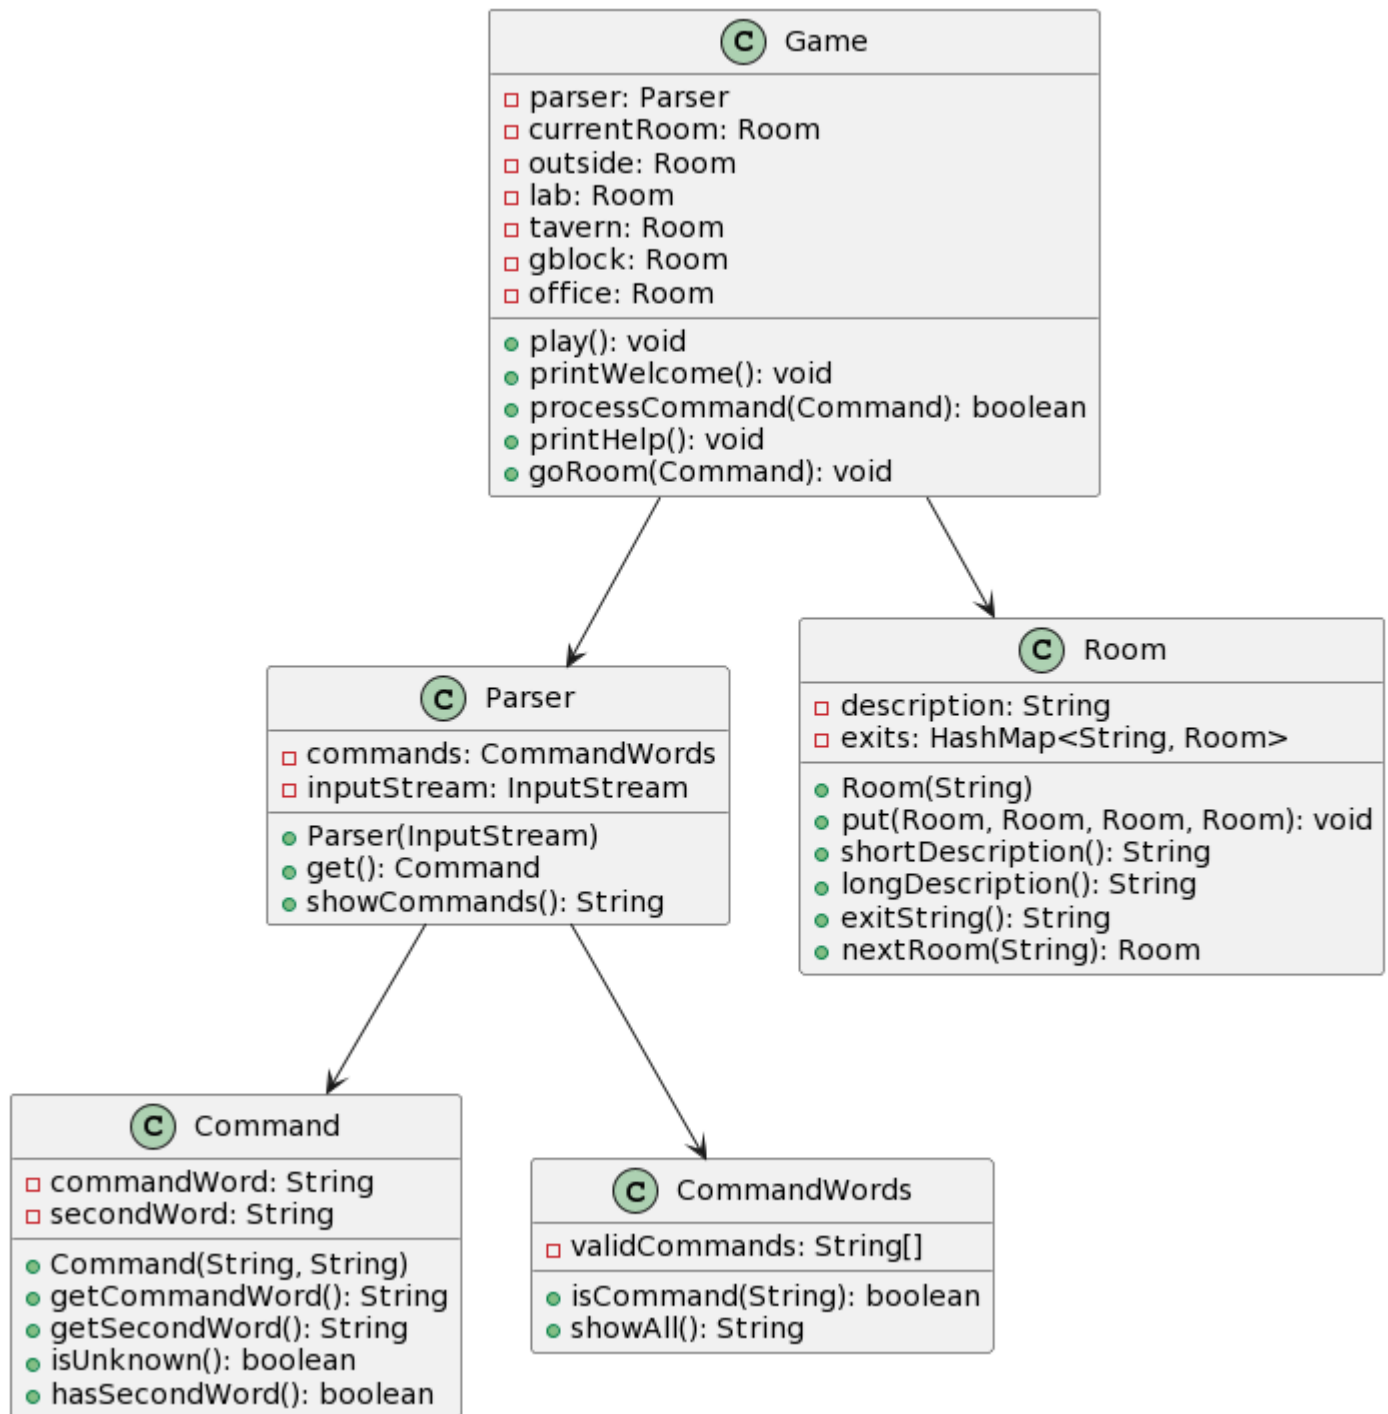 C Game
parser: Parser
currentRoom: Room
outside: Room
lab: Room
tavern: Room
gblock: Room
office: Room
play(): void
printWelcome(): void
processCommand(Command): boolean
printHelp(): void
goRoom(Command): void
C Parser
commands: CommandWords
inputStream: InputStream
Parser(InputStream)
get(): Command
showCommands(): String
C Room
description: String
exits: HashMap<String, Room>
Room(String)
put(Room, Room, Room, Room): void
shortDescription(): String
longDescription(): String
exitString(): String
nextRoom(String): Room
C Command
commandWord: String
secondWord: String
Command(String, String)
getCommandWord(): String
getSecondWord(): String
isUnknown(): boolean
hasSecondWord(): boolean
C CommandWords
validCommands: String[]
isCommand(String): boolean
showAll(): String